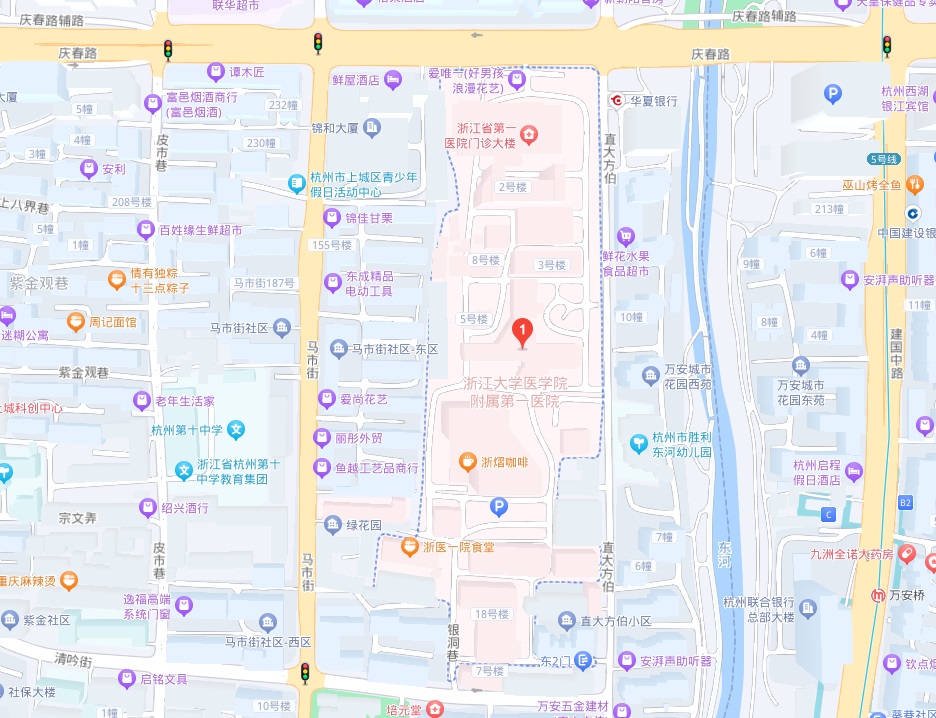 联华超市
庆春路辅路
庆春路辅路
庆春路
庆春路
谭木匠
鲜屋酒店
富邑烟酒商行
(富邑烟酒)
232幢
浪漫花艺)
华夏银行
P
杭州西湖
银江宾馆
5幢
4幢
3幢
230幢
锦和大厦
浙江省第一
医院门诊大楼
皮市巷
直大方伯
5号线
安利
杭州市上城区青少年
假日活动中心
2号楼
巫山烤全鱼
208号楼
上八界巷
锦佳甘栗
213幢
5幢
百姓缘生鲜超市
1幢
155号楼
鲜花水果
食品超市
6幢
8号楼
3号楼
9幢
紫金观巷
情有独粽
十三点粽子
马市街187号
东成精品
电动工具
安湃声助听器
11幢
迷糊公寓
周记面馆
马市街社区
5号楼
1
10幢
8幢
4幢
马市街社区-东区
马市街
建国中路
紫金观巷
万安城市
花园西苑
万安城市
花园东苑
浙江大学医学院
附属第一医院
老年生活家
爱尚花艺
上城科创中心
杭州第十中学
丽彤外贸
杭州市胜利
东河幼儿园
浙江省杭州第十
中学教育集团
鱼越工艺品商行
浙熠咖啡
杭州启程
假日酒店
绍兴酒行
P
B2
C
宗文弄
绿花园
7幢
皮市巷
浙医一院食堂
直大方伯
东河
九洲全诺大药房
马市街
6幢
重庆麻辣烫
万安桥
逸福高端
系统门窗
杭州联合银行
总部大楼
紫金社区
18号楼
直大方伯小区
马市街社区-西区
银洞巷
清吟街
东2门
安湃声助听器
7号楼
启铭文具
社保大楼
10号楼
培元堂
万安五金建材
1幢